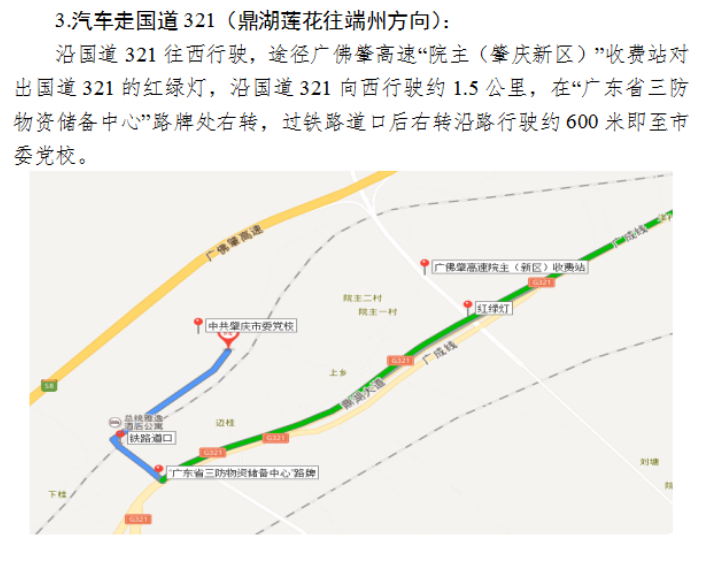 3.汽车走国道 321（鼎湖莲花往端州方向）：
沿国道 321 往西行驶，途径广佛肇高速“院主（肇庆新区）”收费站对
出国道 321 的红绿灯，沿国道 321 向西行驶约 1.5 公里，在“广东省三防
物资储备中心”路牌处右转，过铁路道口后右转沿路行驶约 600 米即至市
委党校。
广佛肇高速
广成线
广佛肇高速院主（新区）收费站
G321
院主二村
红绿灯
院主一村
中共肇庆市委党校
广成线
G321
上乡
S8
鼎湖大道
迈桂
酒店公寓
铁路道口
G321
G321
刘塘
“广东省三防物资储备中心”路牌
下桂
G321